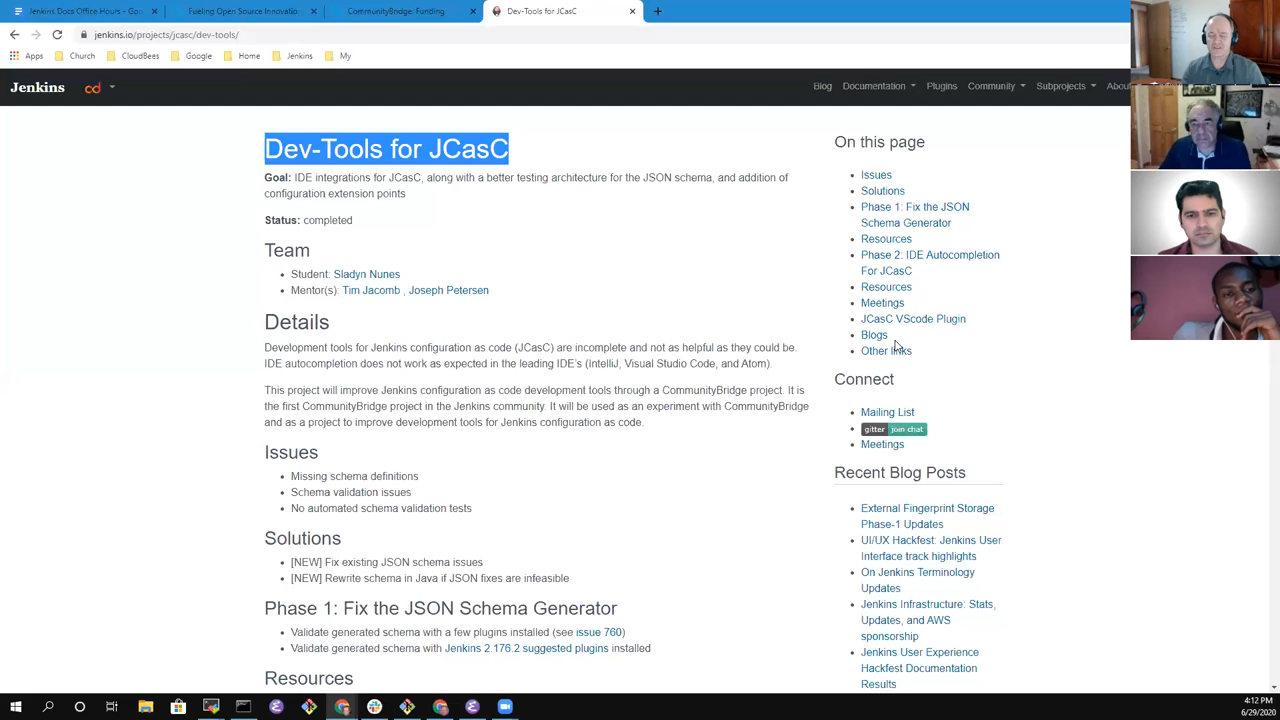 Jenkins Docs Office Hours - Goo
Fueling Open Source Innovatio
CommunityBridge: Funding
Dev-Tools for JCasC
jenkins.io/projects/jcasc/dev-tools/
Apps
Church
CloudBees
Google
Home
Jenkins
My
Jenkins
cd
Blog
Documentation
Plugins
Community
Subprojects
About
Dev-Tools for JCasC
Goal: IDE integrations for JCasC, along with a better testing architecture for the JSON schema, and addition of
configuration extension points
Status: completed
Team
Student: Sladyn Nunes
Mentor(s): Tim Jacomb , Joseph Petersen
Details
Development tools for Jenkins configuration as code (JCasC) are incomplete and not as helpful as they could be.
IDE autocompletion does not work as expected in the leading IDE's (IntelliJ, Visual Studio Code, and Atom).
This project will improve Jenkins configuration as code development tools through a CommunityBridge project. It is
the first CommunityBridge project in the Jenkins community. It will be used as an experiment with CommunityBridge
and as a project to improve development tools for Jenkins configuration as code.
Issues
Missing schema definitions
Schema validation issues
No automated schema validation tests
Solutions
[NEW] Fix existing JSON schema issues
[NEW] Rewrite schema in Java if JSON fixes are infeasible
Phase 1: Fix the JSON Schema Generator
Validate generated schema with a few plugins installed (see issue 760)
Validate generated schema with Jenkins 2.176.2 suggested plugins installed
Resources
On this page
Issues
Solutions
Phase 1: Fix the JSON
Schema Generator
Resources
Phase 2: IDE Autocompletion
For JCasC
Resources
Meetings
JCasC VScode Plugin
Blogs
Other links
Connect
Mailing List
gitter join chat
Meetings
Recent Blog Posts
External Fingerprint Storage
Phase-1 Updates
UI/UX Hackfest: Jenkins User
Interface track highlights
On Jenkins Terminology
Updates
Jenkins Infrastructure: Stats,
Updates, and AWS
sponsorship
Jenkins User Experience
Hackfest Documentation
Results
4:12 PM
6/29/2020